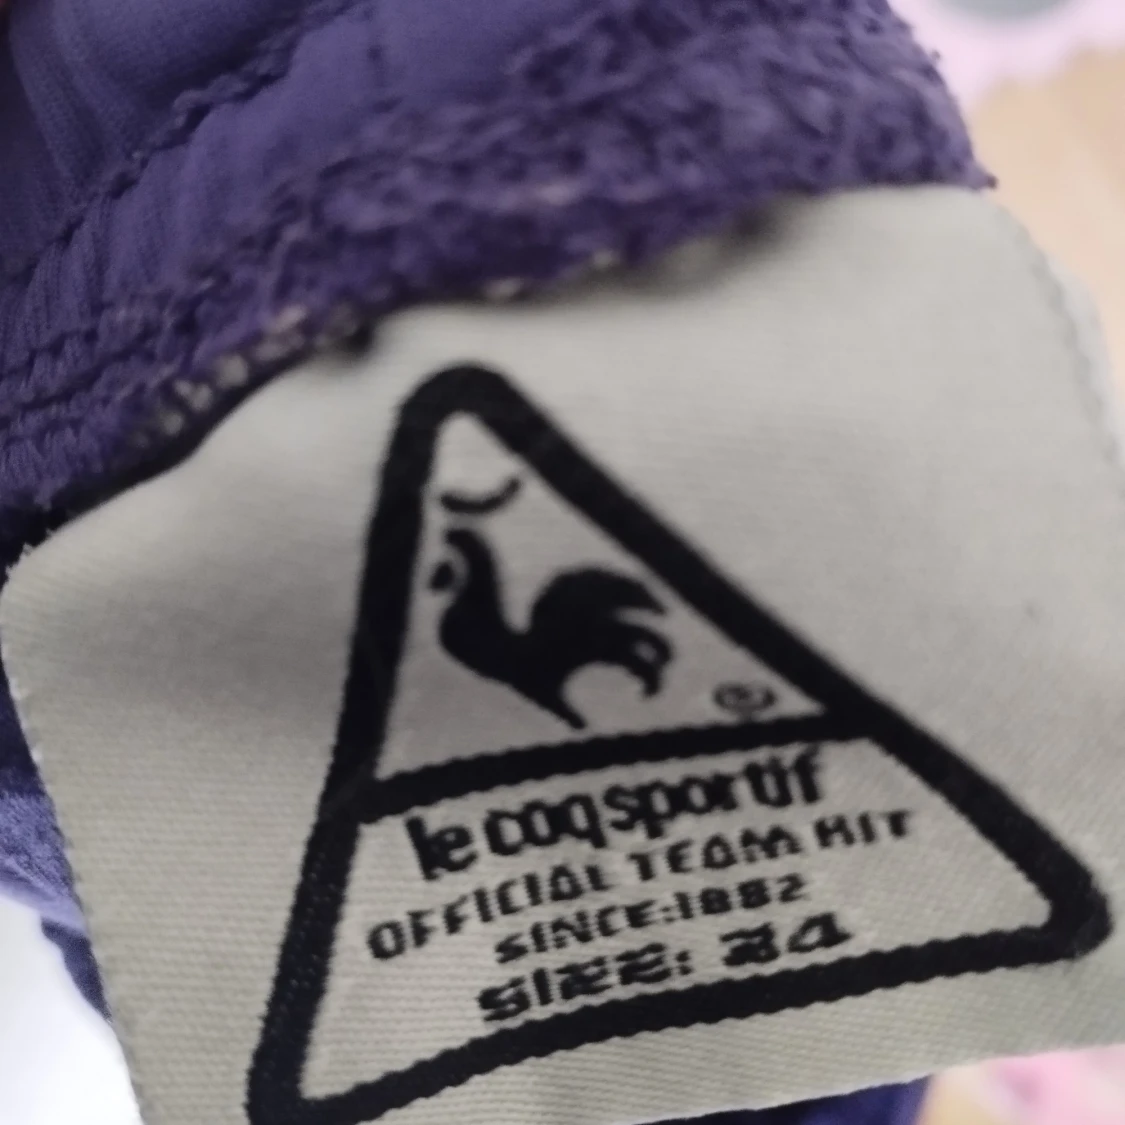 le coq sportif
OFFICIAL TEAM KIT
SINCE:1882
SIZE: 34